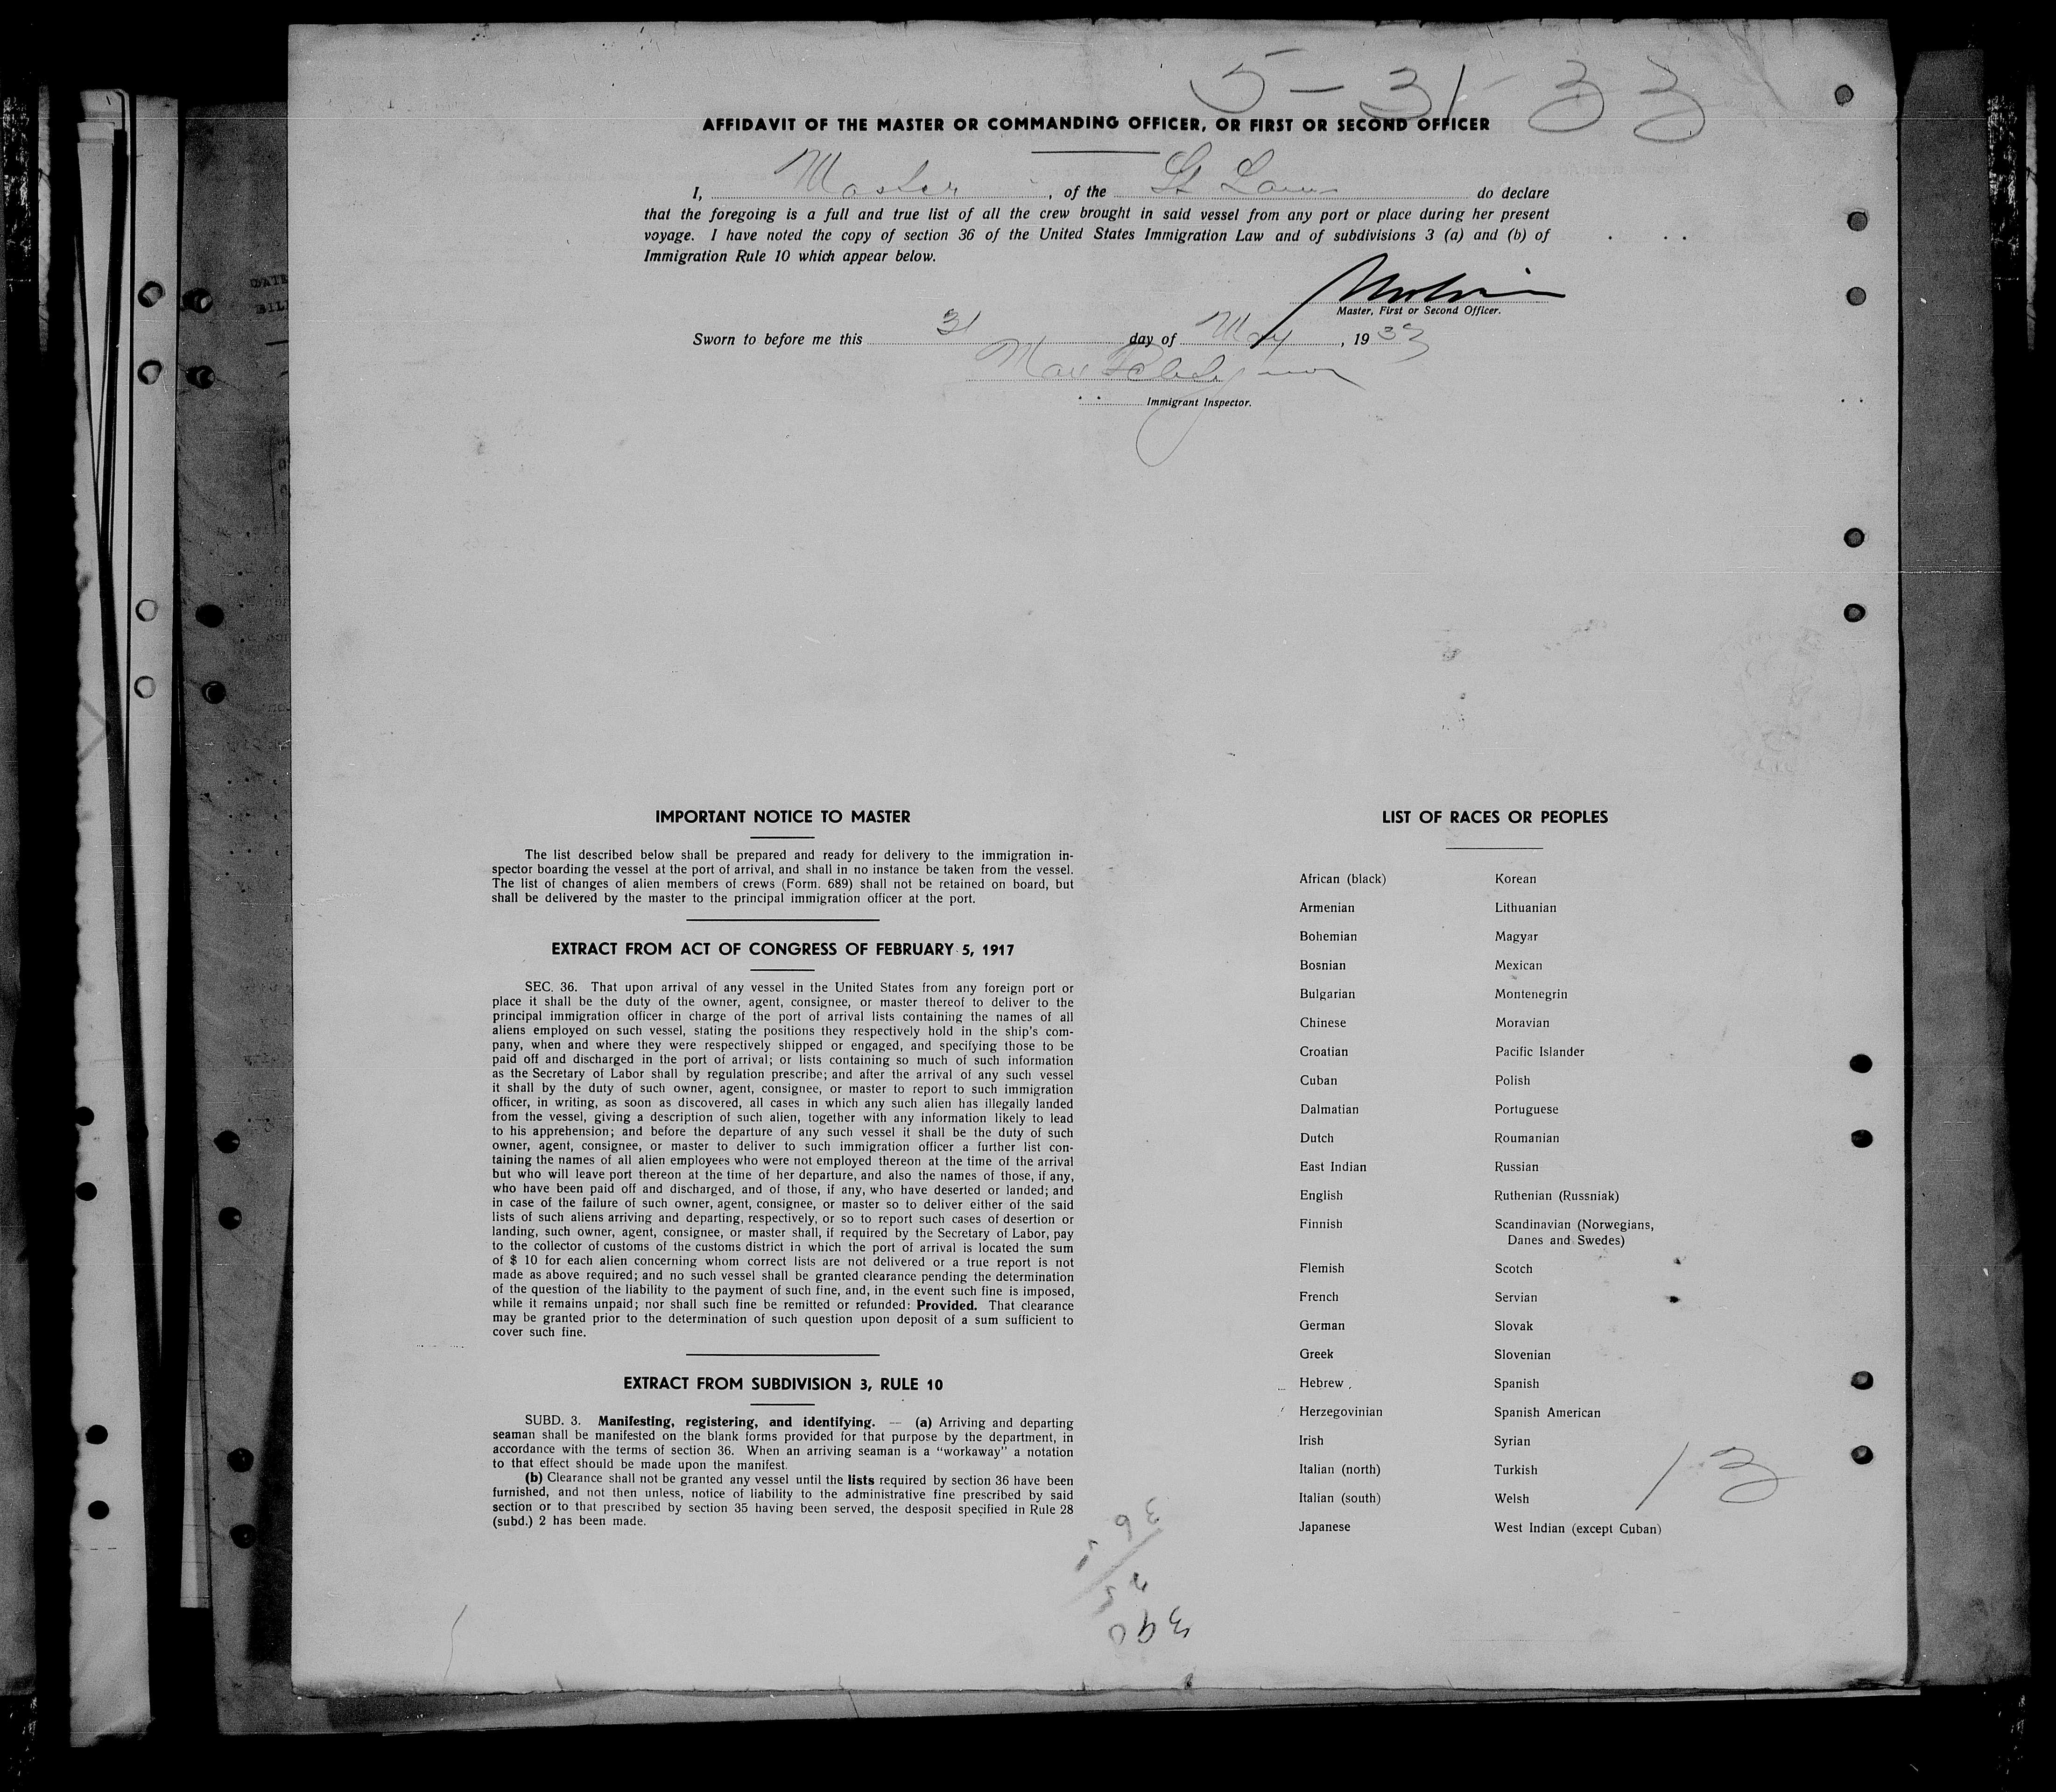 5-31-33
AFFIDAVIT OF THE MASTER OR COMMANDING OFFICER, OR FIRST OR SECOND OFFICER
I, Master, of the St Louis do declare
that the foregoing is a full and true list of all the crew brought in said vessel from any port or place during her present
voyage. I have noted the copy of section 36 of the United States Immigration Law and of subdivisions 3 (a) and (b) of
Immigration Rule 10 which appear below.
Master, First or Second Officer.
Sworn to before me this 31 day of May, 1933
Max
Immigrant Inspector.
IMPORTANT NOTICE TO MASTER
The list described below shall be prepared and ready for delivery to the immigration in-
spector boarding the vessel at the port of arrival, and shall in no instance be taken from the vessel.
The list of changes of alien members of crews (Form. 689) shall not be retained on board, but
shall be delivered by the master to the principal immigration officer at the port.
EXTRACT FROM ACT OF CONGRESS OF FEBRUARY 5, 1917
SEC. 36. That upon arrival of any vessel in the United States from any foreign port or
place it shall be the duty of the owner, agent, consignee, or master thereof to deliver to the
principal immigration officer in charge of the port of arrival lists containing the names of all
aliens employed on such vessel, stating the positions they respectively hold in the ship's com-
pany, when and where they were respectively shipped or engaged, and specifying those to be
paid off and discharged in the port of arrival; or lists containing so much of such information
as the Secretary of Labor shall by regulation prescribe; and after the arrival of any such vessel
it shall by the duty of such owner, agent, consignee, or master to report to such immigration
officer, in writing, as soon as discovered, all cases in which any such alien has illegally landed
from the vessel, giving a description of such alien, together with any information likely to lead
to his apprehension; and before the departure of any such vessel it shall be the duty of such
owner, agent, consignee, or master to deliver to such immigration officer a further list con-
taining the names of all alien employees who were not employed thereon at the time of the arrival
but who will leave port thereon at the time of her departure, and also the names of those, if any,
who have been paid off and discharged, and of those, if any, who have deserted or landed; and
in case of the failure of such owner, agent, consignee, or master so to deliver either of the said
lists of such aliens arriving and departing, respectively, or so to report such cases of desertion or
landing, such owner, agent, consignee, or master shall, if required by the Secretary of Labor, pay
to the collector of customs of the customs district in which the port of arrival is located the sum
of $ 10 for each alien concerning whom correct lists are not delivered or a true report is not
made as above required; and no such vessel shall be granted clearance pending the determination
of the question of the liability to the payment of such fine, and, in the event such fine is imposed,
while it remains unpaid; nor shall such fine be remitted or refunded: Provided. That clearance
may be granted prior to the determination of such question upon deposit of a sum sufficient to
cover such fine.
EXTRACT FROM SUBDIVISION 3, RULE 10
SUBD. 3. Manifesting, registering, and identifying. — (a) Arriving and departing
seaman shall be manifested on the blank forms provided for that purpose by the department, in
accordance with the terms of section 36. When an arriving seaman is a "workaway" a notation
to that effect should be made upon the manifest.
(b) Clearance shall not be granted any vessel until the lists required by section 36 have been
furnished, and not then unless, notice of liability to the administrative fine prescribed by said
section or to that prescribed by section 35 having been served, the desposit specified in Rule 28
(subd.) 2 has been made.
LIST OF RACES OR PEOPLES
African (black) Korean
Armenian Lithuanian
Bohemian Magyar
Bosnian Mexican
Bulgarian Montenegrin
Chinese Moravian
Croatian Pacific Islander
Cuban Polish
Dalmatian Portuguese
Dutch Roumanian
East Indian Russian
English Ruthenian (Russniak)
Finnish Scandinavian (Norwegians,
Danes and Swedes)
Flemish Scotch
French Servian
German Slovak
Greek Slovenian
Hebrew Spanish
Herzegovinian Spanish American
Irish Syrian
Italian (north) Turkish
Italian (south) Welsh
Japanese West Indian (except Cuban)
13
390